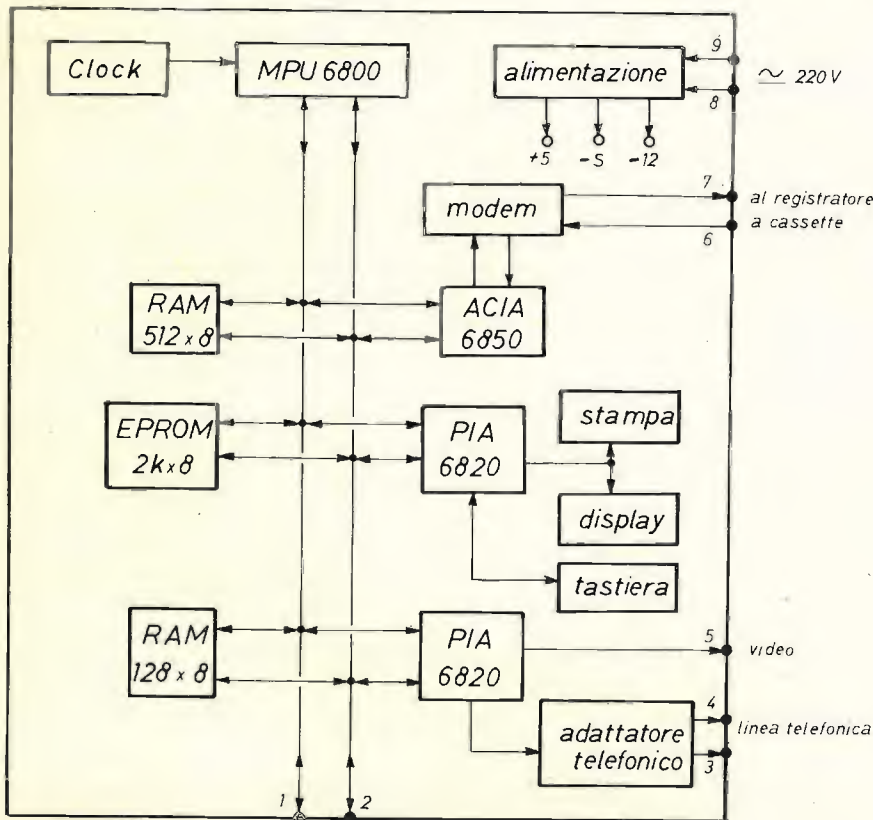 Clock
MPU 6800
alimentazione
9
8
~ 220V
+5
-S
-12
modem
7
6
al registratore
a cassette
RAM
512 x 8
ACIA
6850
EPROM
2k x 8
PIA
6820
stampa
display
tastiera
RAM
128 x 8
PIA
6820
5
video
adattatore
telefonico
4
3
linea telefonica
1
2